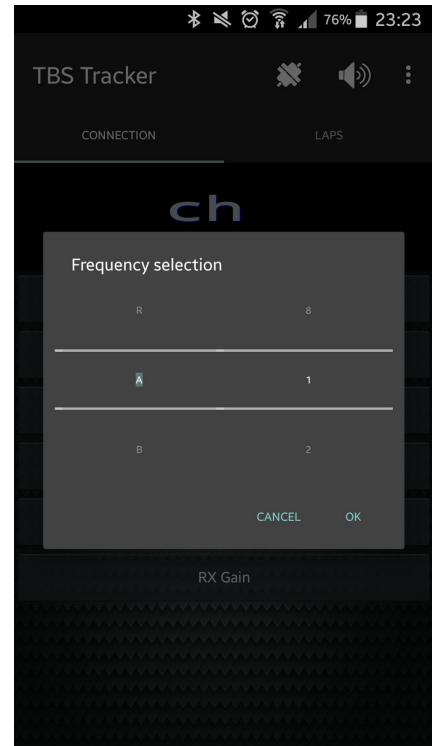 76% 23:23
TBS Tracker
CONNECTION LAPS
ch
Frequency selection
R 8
A 1
B 2
CANCEL OK
RX Gain